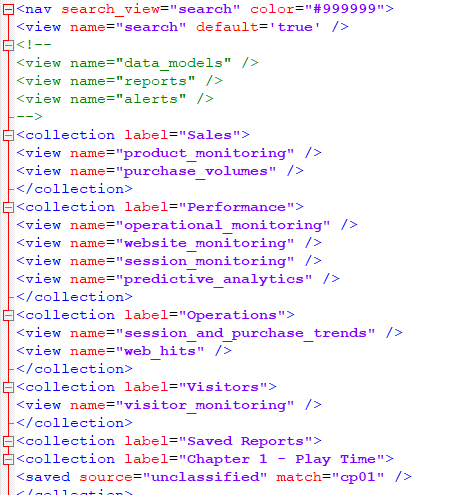 <nav search_view="search" color="#999999">
<view name="search" default='true' />
<!--
<view name="data_models" />
<view name="reports" />
<view name="alerts" />
-->
<collection label="Sales">
<view name="product_monitoring" />
<view name="purchase_volumes" />
</collection>
<collection label="Performance">
<view name="operational_monitoring" />
<view name="website_monitoring" />
<view name="session_monitoring" />
<view name="predictive_analytics" />
</collection>
<collection label="Operations">
<view name="session_and_purchase_trends" />
<view name="web_hits" />
</collection>
<collection label="Visitors">
<view name="visitor_monitoring" />
</collection>
<collection label="Saved Reports">
<collection label="Chapter 1 - Play Time">
<saved source="unclassified" match="cp01" />
</collection>